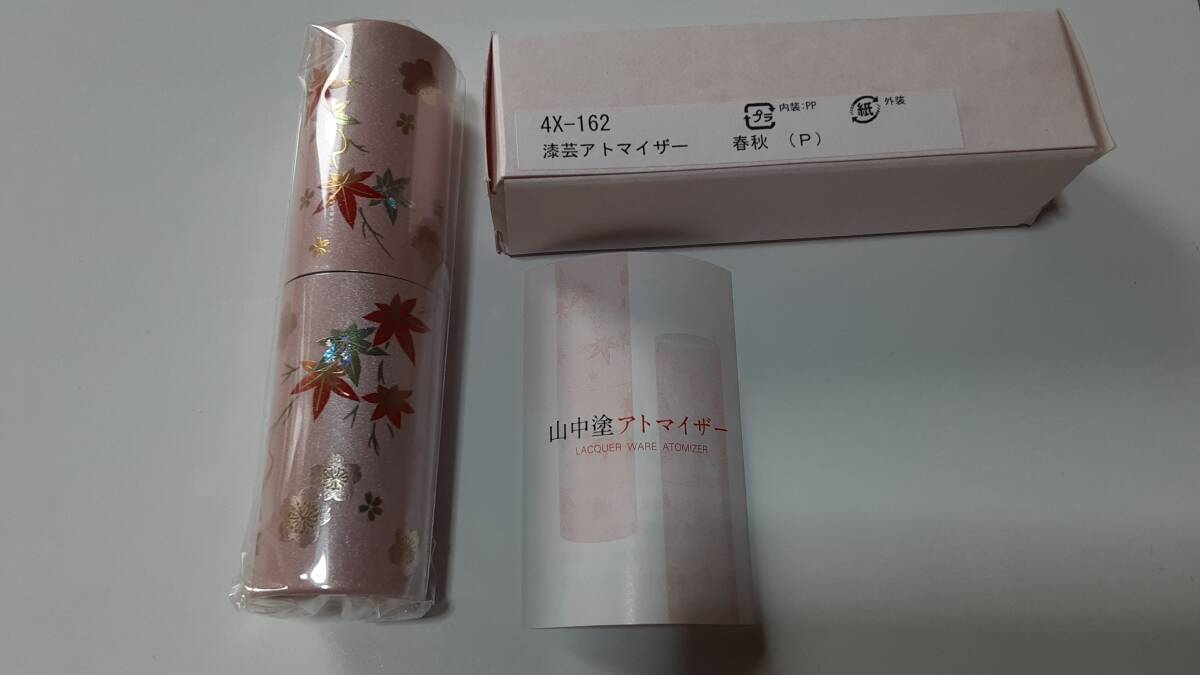 4X-162
プラ 内装:PP 紙 外装
漆芸アトマイザー 春秋 (P)
山中塗アトマイザー
LACQUER WARE ATOMIZER